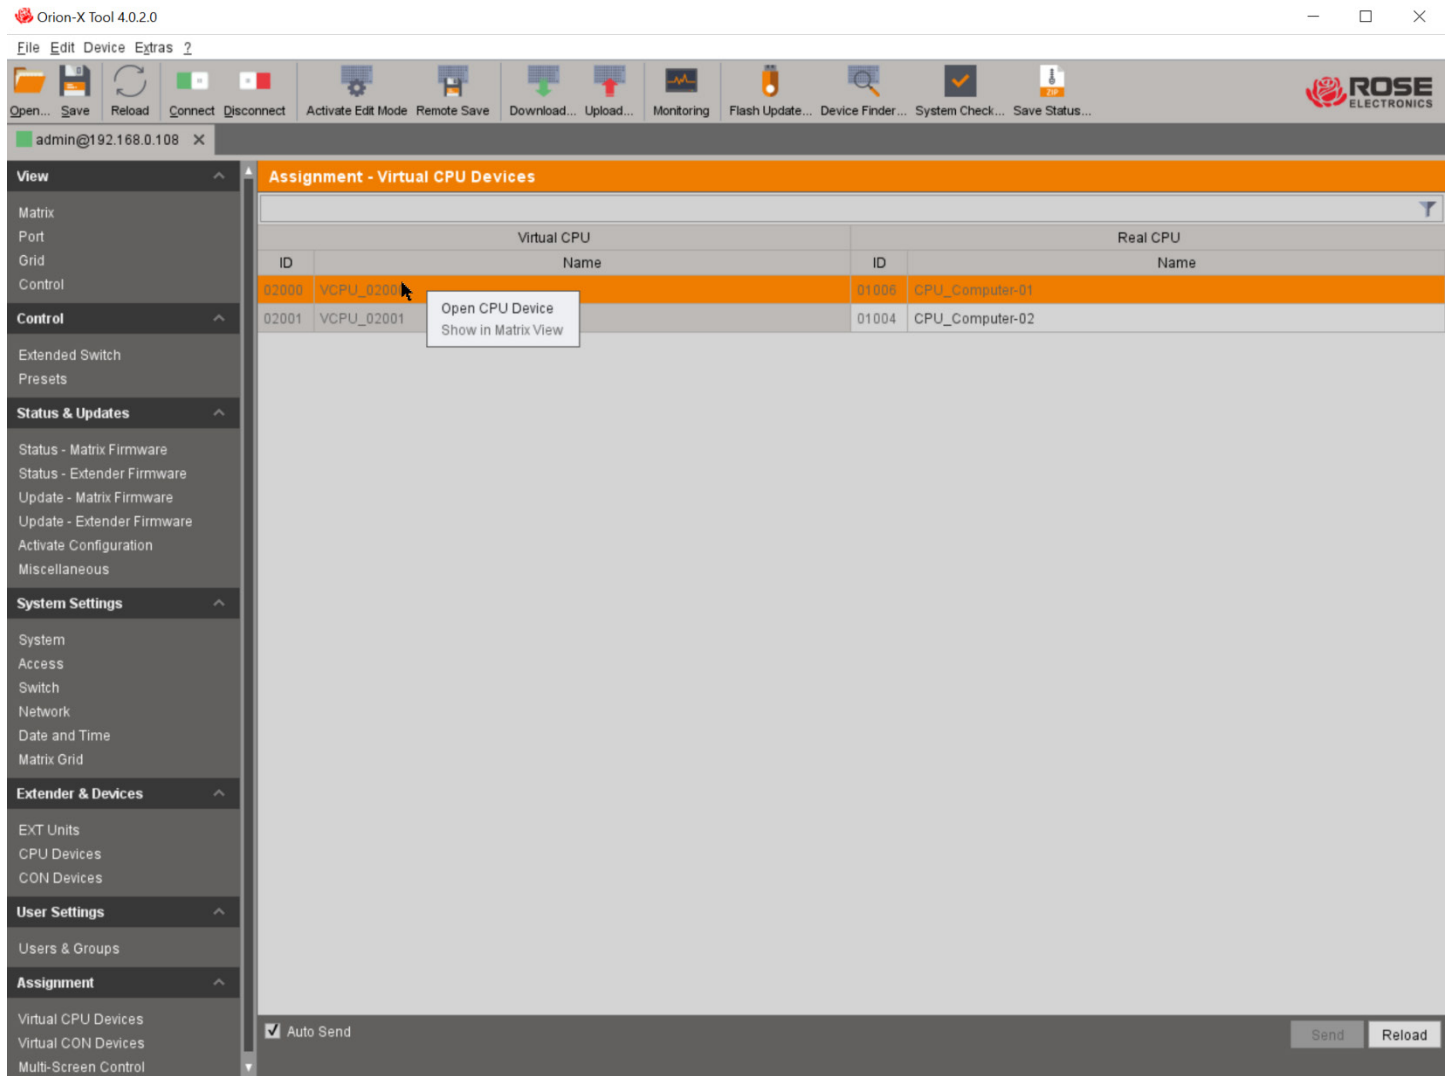 Orion-X Tool 4.0.2.0
File Edit Device Extras ?
Open... Save Reload Connect Disconnect Activate Edit Mode Remote Save Download... Upload... Monitoring Flash Update... Device Finder... System Check... Save Status...
ZIP
ROSE
ELECTRONICS
admin@192.168.0.108
View
Matrix
Port
Grid
Control
Control
Extended Switch
Presets
Status & Updates
Status - Matrix Firmware
Status - Extender Firmware
Update - Matrix Firmware
Update - Extender Firmware
Activate Configuration
Miscellaneous
System Settings
System
Access
Switch
Network
Date and Time
Matrix Grid
Extender & Devices
EXT Units
CPU Devices
CON Devices
User Settings
Users & Groups
Assignment
Virtual CPU Devices
Virtual CON Devices
Multi-Screen Control
Assignment - Virtual CPU Devices
Virtual CPU Real CPU
ID Name ID Name
02000 VCPU_0200 01006 CPU_Computer-01
02001 VCPU_02001 01004 CPU_Computer-02
Open CPU Device
Show in Matrix View
Auto Send Send Reload